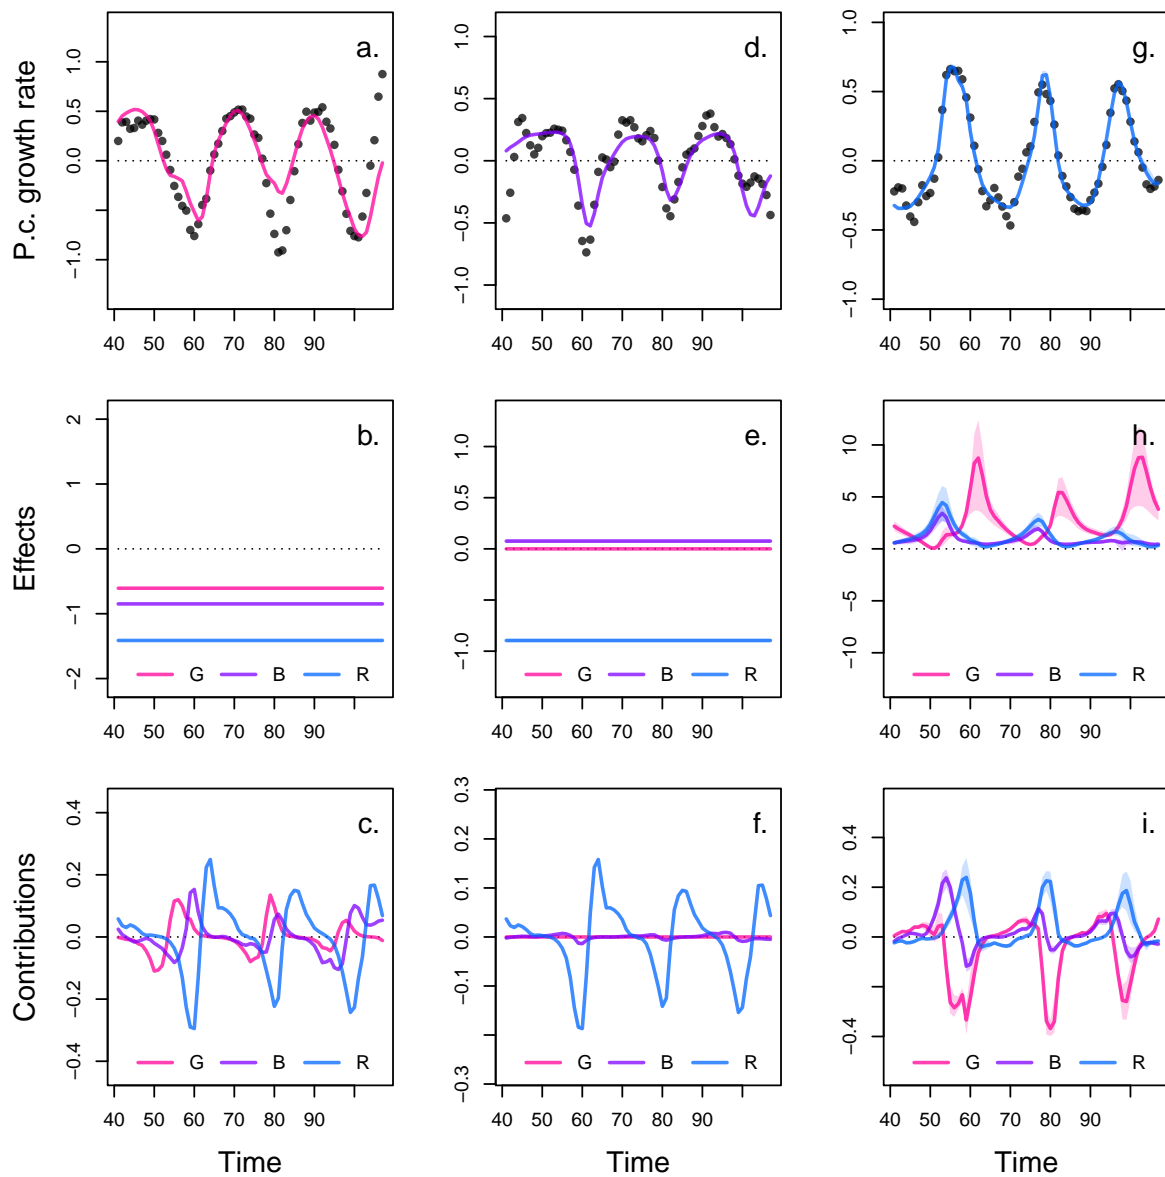 P.c. growth rate
a.
1.0
0.5
0.0
−1.0
40 50 60 70 80 90
d.
1.0
0.5
0.0
−0.5
−1.0
40 50 60 70 80 90
g.
1.0
0.5
0.0
−0.5
−1.0
40 50 60 70 80 90
Effects
b.
2
1
0
−1
−2
G B R
40 50 60 70 80 90
e.
1.0
0.5
0.0
−1.0
G B R
40 50 60 70 80 90
h.
10
5
0
−5
−10
G B R
40 50 60 70 80 90
Contributions
c.
0.4
0.2
0.0
−0.2
−0.4
G B R
40 50 60 70 80 90
Time
f.
0.3
0.2
0.1
0.0
−0.1
−0.3
G B R
40 50 60 70 80 90
Time
i.
0.4
0.2
0.0
−0.4
G B R
40 50 60 70 80 90
Time